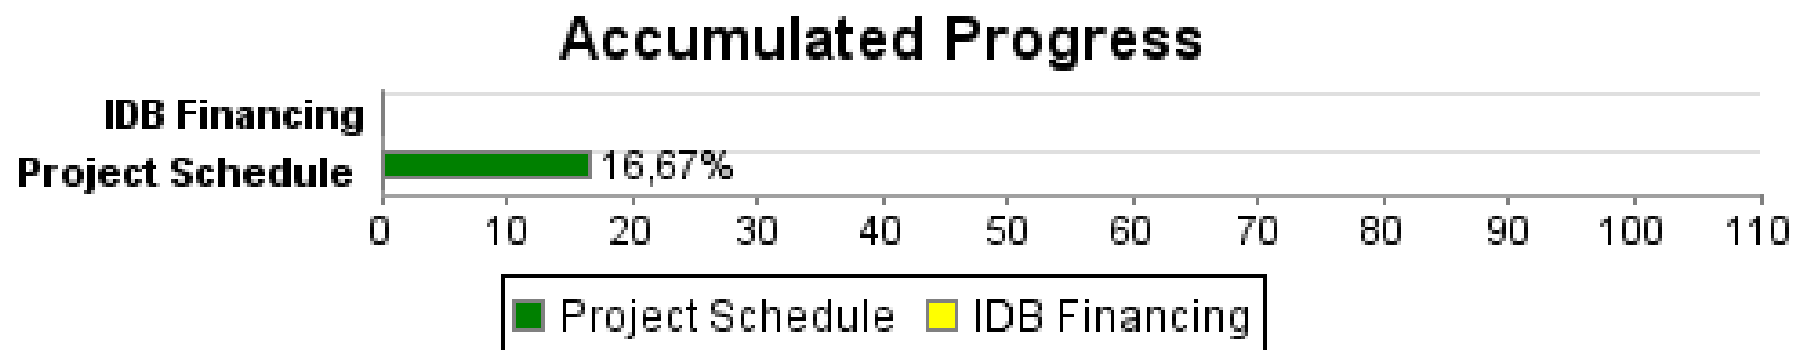 Accumulated Progress
IDB Financing
Project Schedule 16,67%
0 10 20 30 40 50 60 70 80 90 100 110
Project Schedule IDB Financing